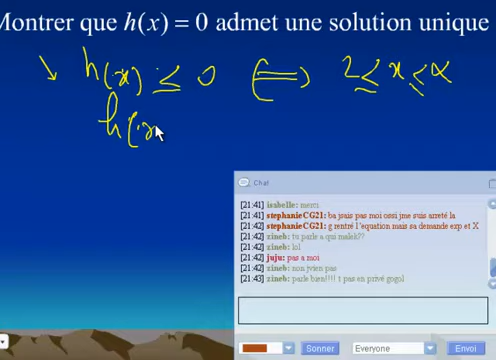 Montrer que h(x) = 0 admet une solution unique
↘ h(x) ≤ 0 ⟺ 2 ≤ x ≤ α
h(x
Chat
[21:41] isabelle: merci
[21:41] stephanieCG21: ba jsais pas moi ossi jme suis arreté la
[21:42] stephanieCG21: g rentré l'equstion mais sa demande exp et X
[21:42] zineb: tu parle a qui malek??
[21:42] zineb: lol
[21:42] juju: pas a moi
[21:42] zineb: non jvien pas
[21:43] zineb: parle bien!!!! t pas en privé gogol
Sonner
Everyone
Envoi